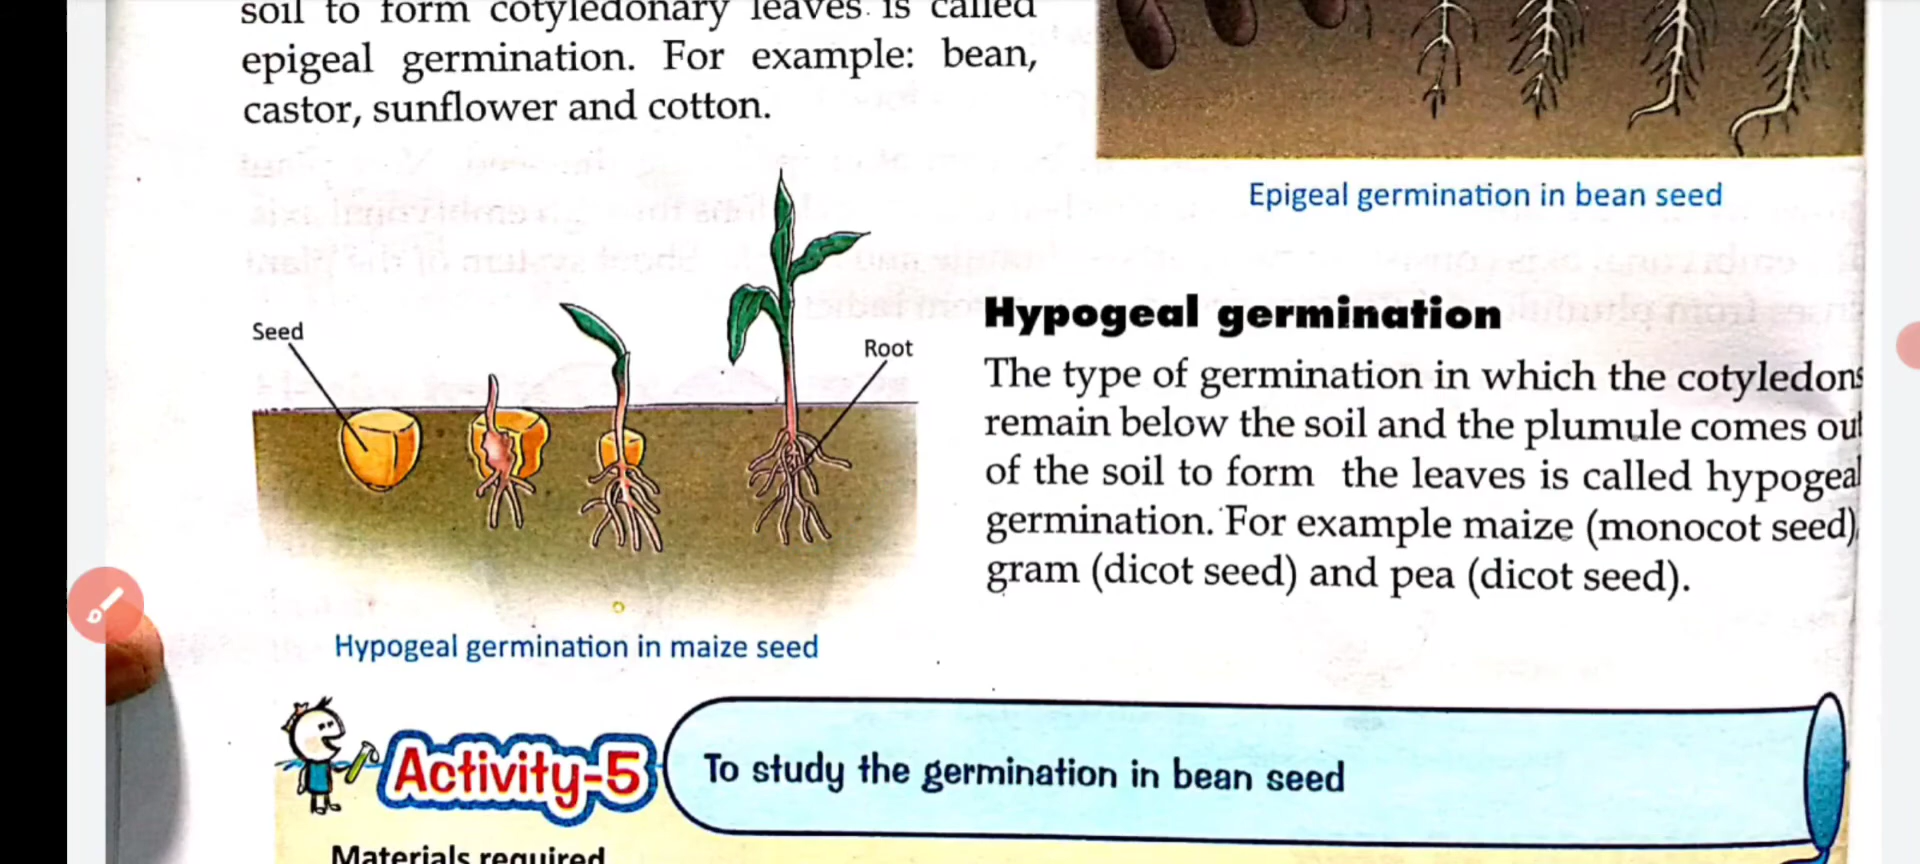 soil to form cotyledonary leaves is called
epigeal germination. For example: bean,
castor, sunflower and cotton.
Epigeal germination in bean seed
Seed
Root
Hypogeal germination in maize seed
Hypogeal germination
The type of germination in which the cotyledons
remain below the soil and the plumule comes out
of the soil to form the leaves is called hypogeal
germination. For example maize (monocot seed),
gram (dicot seed) and pea (dicot seed).
Activity-5
To study the germination in bean seed
Materials required